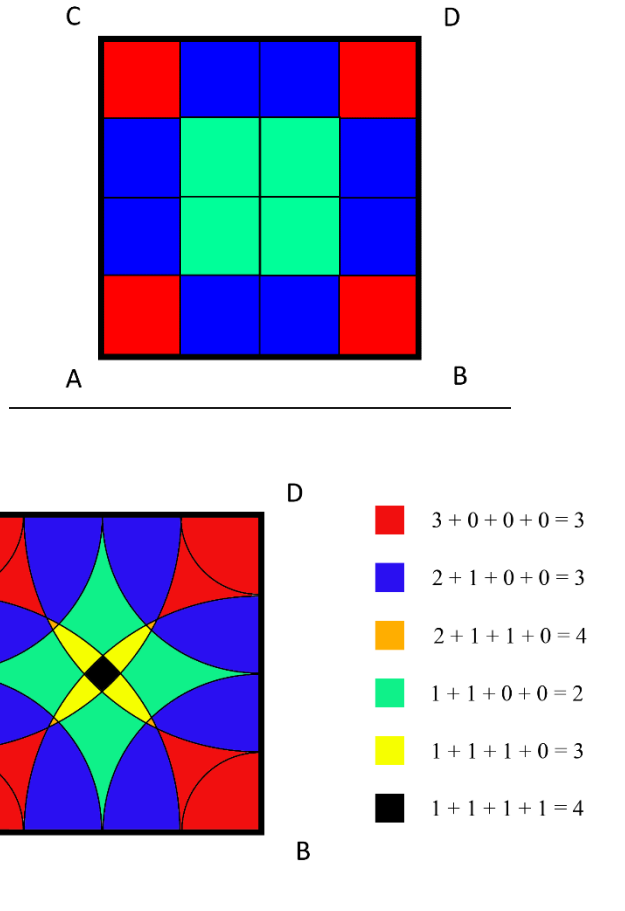 C D
A B
D
3 + 0 + 0 + 0 = 3
2 + 1 + 0 + 0 = 3
2 + 1 + 1 + 0 = 4
1 + 1 + 0 + 0 = 2
1 + 1 + 1 + 0 = 3
1 + 1 + 1 + 1 = 4
B